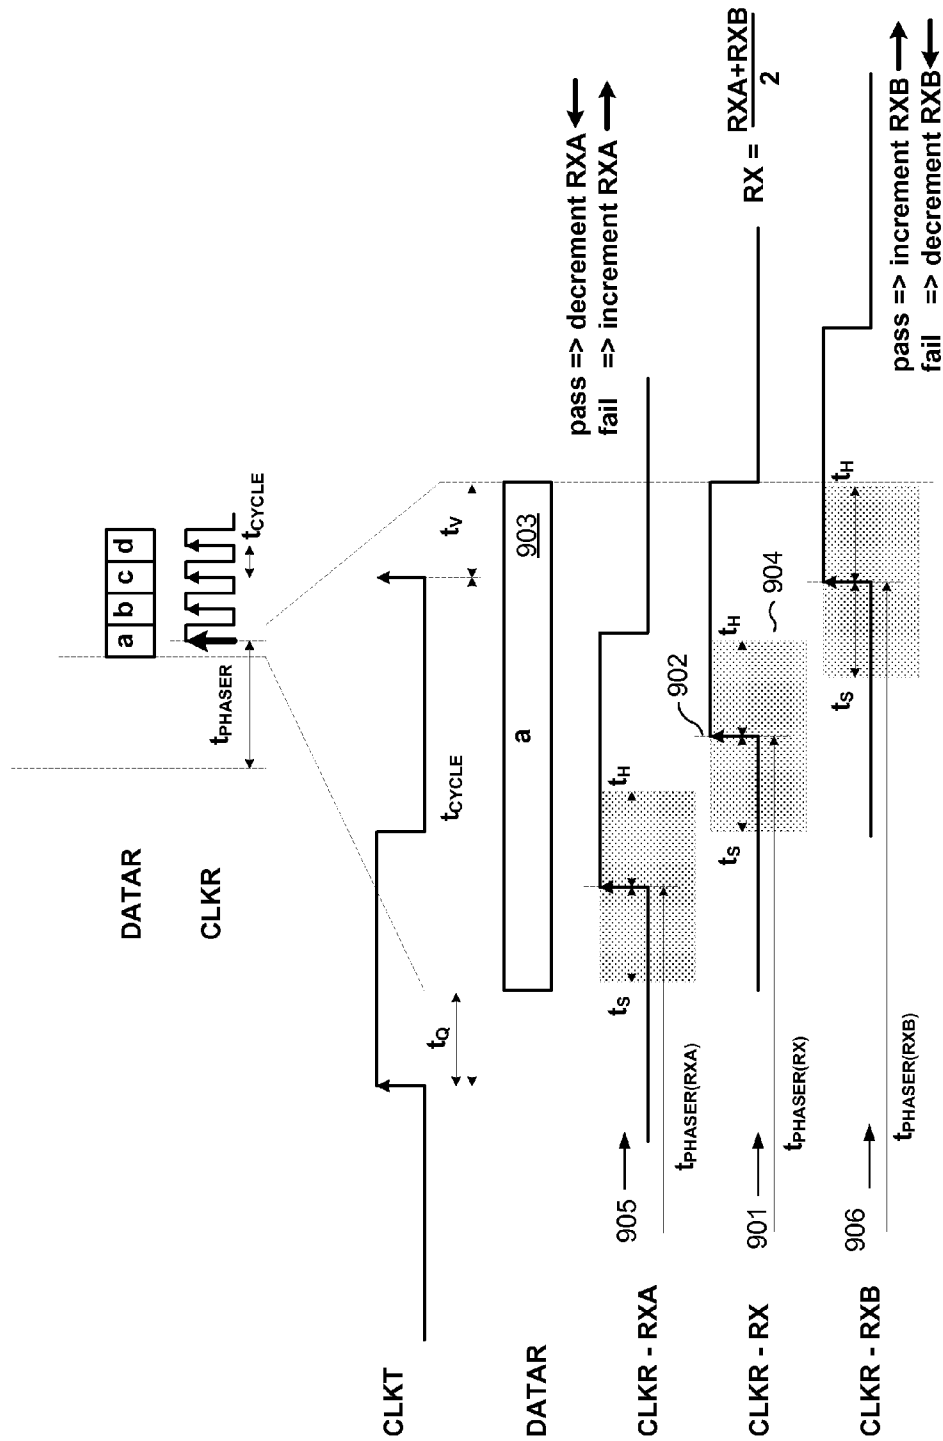 DATAR
a b c d
CLKR
tPHASER
tCYCLE
CLKT
tQ
tCYCLE
tV
DATAR
a
903
CLKR - RXA
905
tPHASER(RXA)
tS
tH
pass => decrement RXA
fail => increment RXA
CLKR - RX
901
tPHASER(RX)
tS
902
tH
904
RX = RXA+RXB
2
CLKR - RXB
906
tPHASER(RXB)
tS
tH
pass => increment RXB
fail => decrement RXB